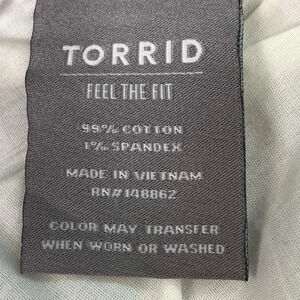 TORRID
FEEL THE FIT
99% COTTON
1% SPANDEX
MADE IN VIETNAM
RN#148862
COLOR MAY TRANSFER
WHEN WORN OR WASHED